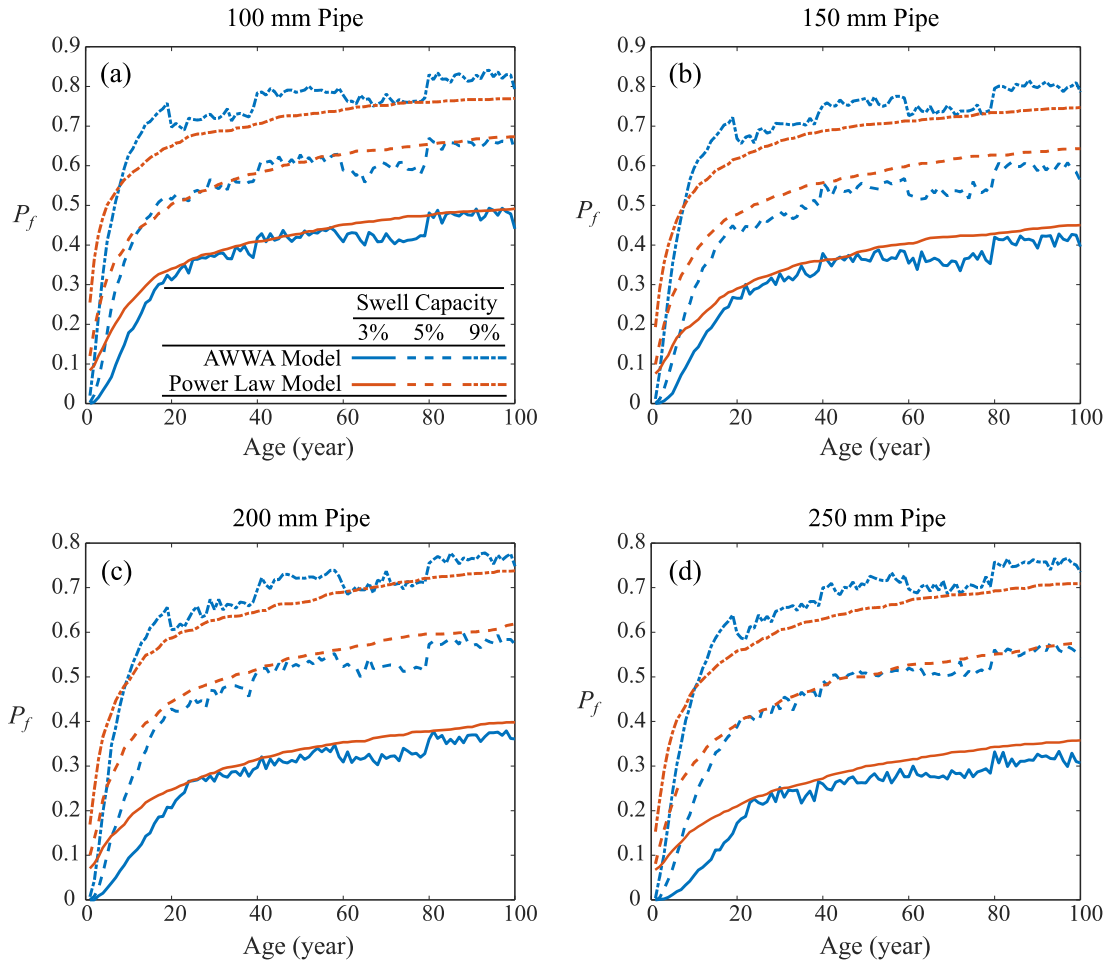 100 mm Pipe
150 mm Pipe
(a)
(b)
0.9
0.8
0.7
0.6
0.5
0.4
0.3
0.2
0.1
0
P_f
0.9
0.8
0.7
0.6
0.5
0.4
0.3
0.2
0.1
0
P_f
Swell Capacity
3% 5% 9%
AWWA Model
Power Law Model
0 20 40 60 80 100
0 20 40 60 80 100
Age (year)
Age (year)
200 mm Pipe
250 mm Pipe
(c)
(d)
0.8
0.7
0.6
0.5
0.4
0.3
0.2
0.1
0
P_f
0.8
0.7
0.6
0.5
0.4
0.3
0.2
0.1
0
P_f
0 20 40 60 80 100
0 20 40 60 80 100
Age (year)
Age (year)